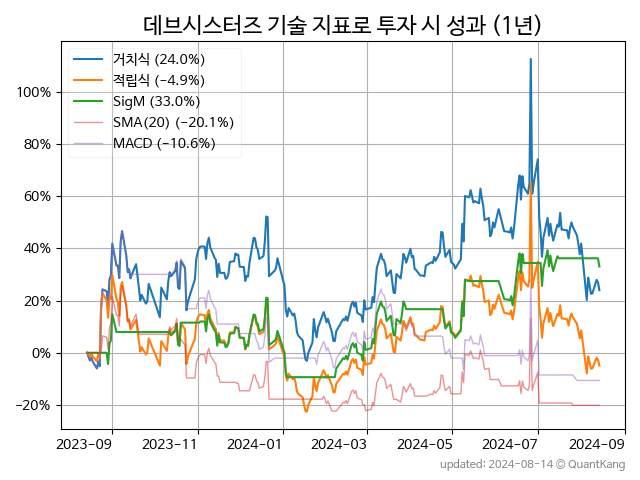 데브시스터즈 기술 지표로 투자 시 성과 (1년)
거치식 (24.0%)
적립식 (−4.9%)
SigM (33.0%)
SMA(20) (−20.1%)
MACD (−10.6%)
100%
80%
60%
40%
20%
0%
−20%
2023-09 2023-11 2024-01 2024-03 2024-05 2024-07 2024-09
updated: 2024-08-14 © QuantKang